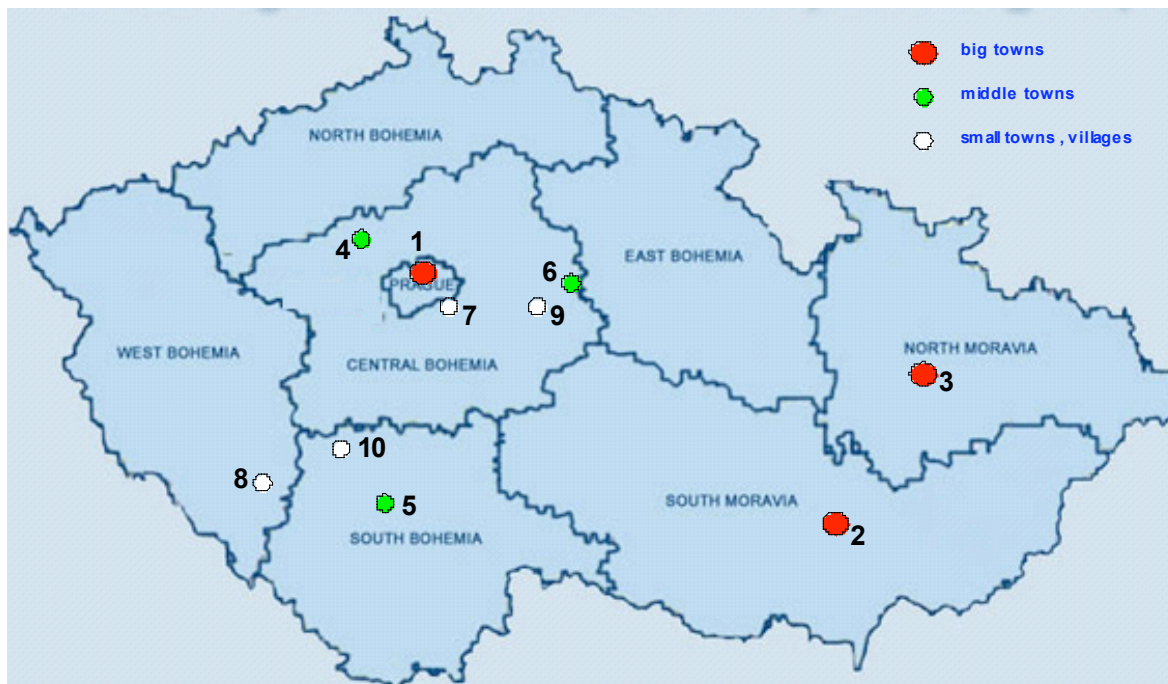 big towns
middle towns
small towns , villages
NORTH BOHEMIA
4
1
PRAGUE
6
EAST BOHEMIA
7
9
WEST BOHEMIA
CENTRAL BOHEMIA
NORTH MORAVIA
3
10
8
5
SOUTH MORAVIA
2
SOUTH BOHEMIA